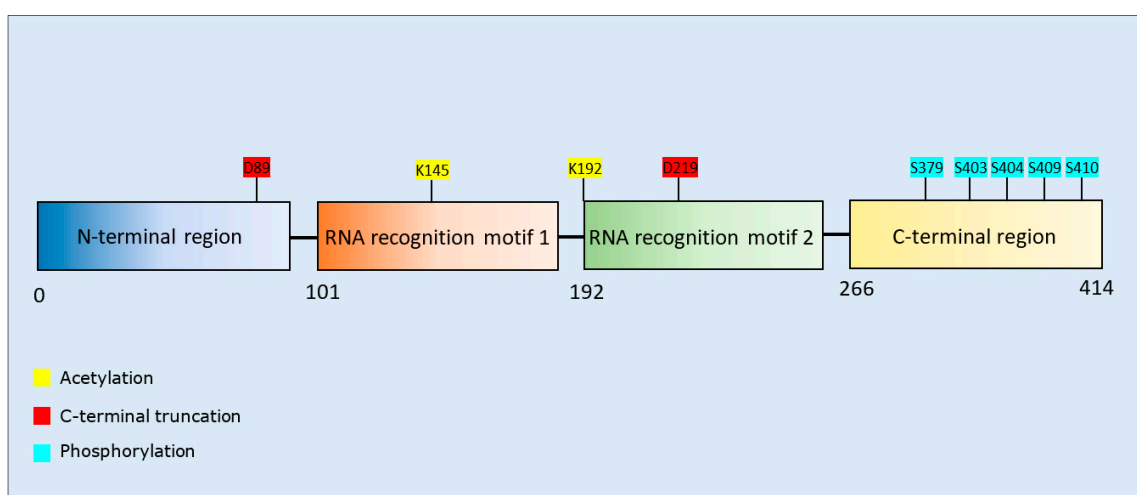 D89
K145
K192
D219
S379
S403
S404
S409
S410
N-terminal region
RNA recognition motif 1
RNA recognition motif 2
C-terminal region
0
101
192
266
414
Acetylation
C-terminal truncation
Phosphorylation